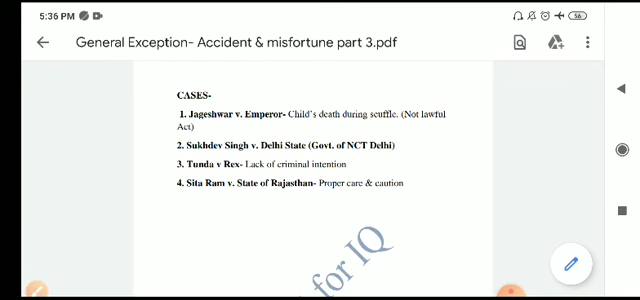 5:36 PM
56
General Exception- Accident & misfortune part 3.pdf
CASES-
1. Jageshwar v. Emperor- Child's death during scuffle. (Not lawful
Act)
2. Sukhdev Singh v. Delhi State (Govt. of NCT Delhi)
3. Tunda v Rex- Lack of criminal intention
4. Sita Ram v. State of Rajasthan- Proper care & caution
for IQ